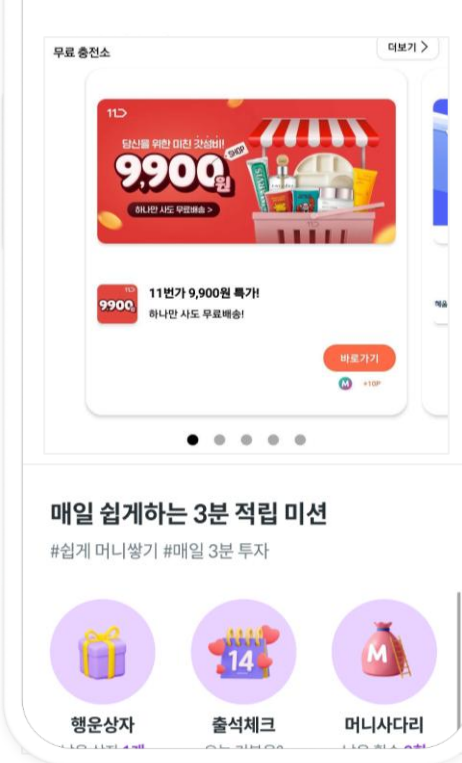 무료 충전소
더보기 >
11
당신을 위한 미친 갓성비!
9,900원
SHOP
하나만 사도 무료배송 >
11번가 9,900원 특가!
9900
하나만 사도 무료배송!
바로가기
M +10P
매일 쉽게하는 3분 적립 미션
#쉽게 머니쌓기 #매일 3분 투자
14
M
행운상자 출석체크 머니사다리